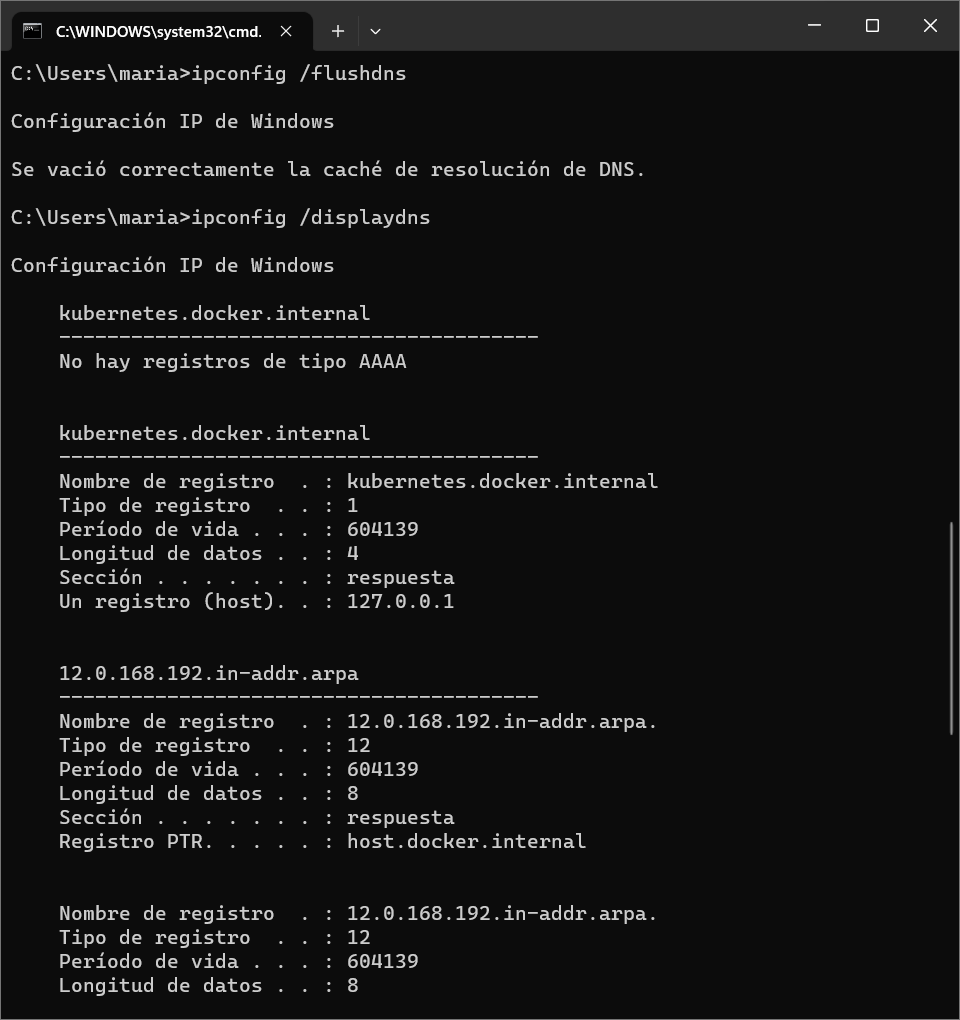 C:\WINDOWS\system32\cmd.
C:\Users\maria>ipconfig /flushdns
Configuración IP de Windows
Se vació correctamente la caché de resolución de DNS.
C:\Users\maria>ipconfig /displaydns
Configuración IP de Windows
kubernetes.docker.internal
----------------------------------------
No hay registros de tipo AAAA
kubernetes.docker.internal
----------------------------------------
Nombre de registro  . : kubernetes.docker.internal
Tipo de registro  . . : 1
Período de vida . . . : 604139
Longitud de datos . . : 4
Sección . . . . . . . : respuesta
Un registro (host). . : 127.0.0.1
12.0.168.192.in-addr.arpa
----------------------------------------
Nombre de registro  . : 12.0.168.192.in-addr.arpa.
Tipo de registro  . . : 12
Período de vida . . . : 604139
Longitud de datos . . : 8
Sección . . . . . . . : respuesta
Registro PTR. . . . . : host.docker.internal
Nombre de registro  . : 12.0.168.192.in-addr.arpa.
Tipo de registro  . . : 12
Período de vida . . . : 604139
Longitud de datos . . : 8